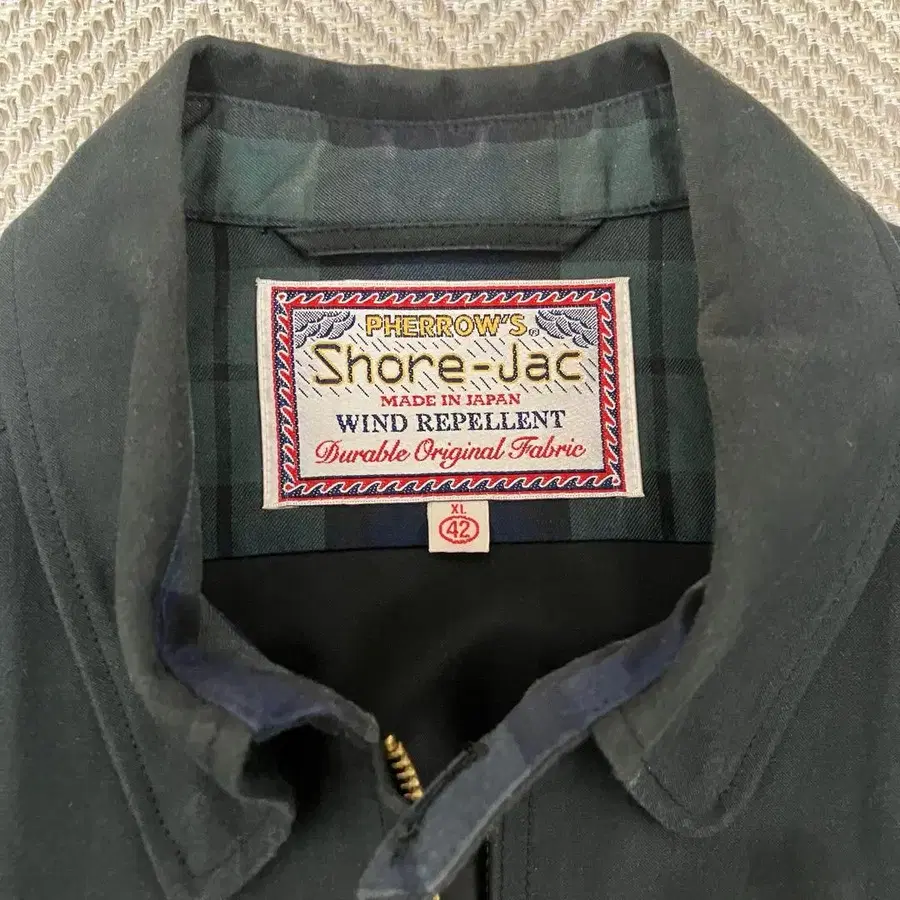 PHERROW'S
Shore-Jac
MADE IN JAPAN
WIND REPELLENT
Durable Original Fabric
XL
42